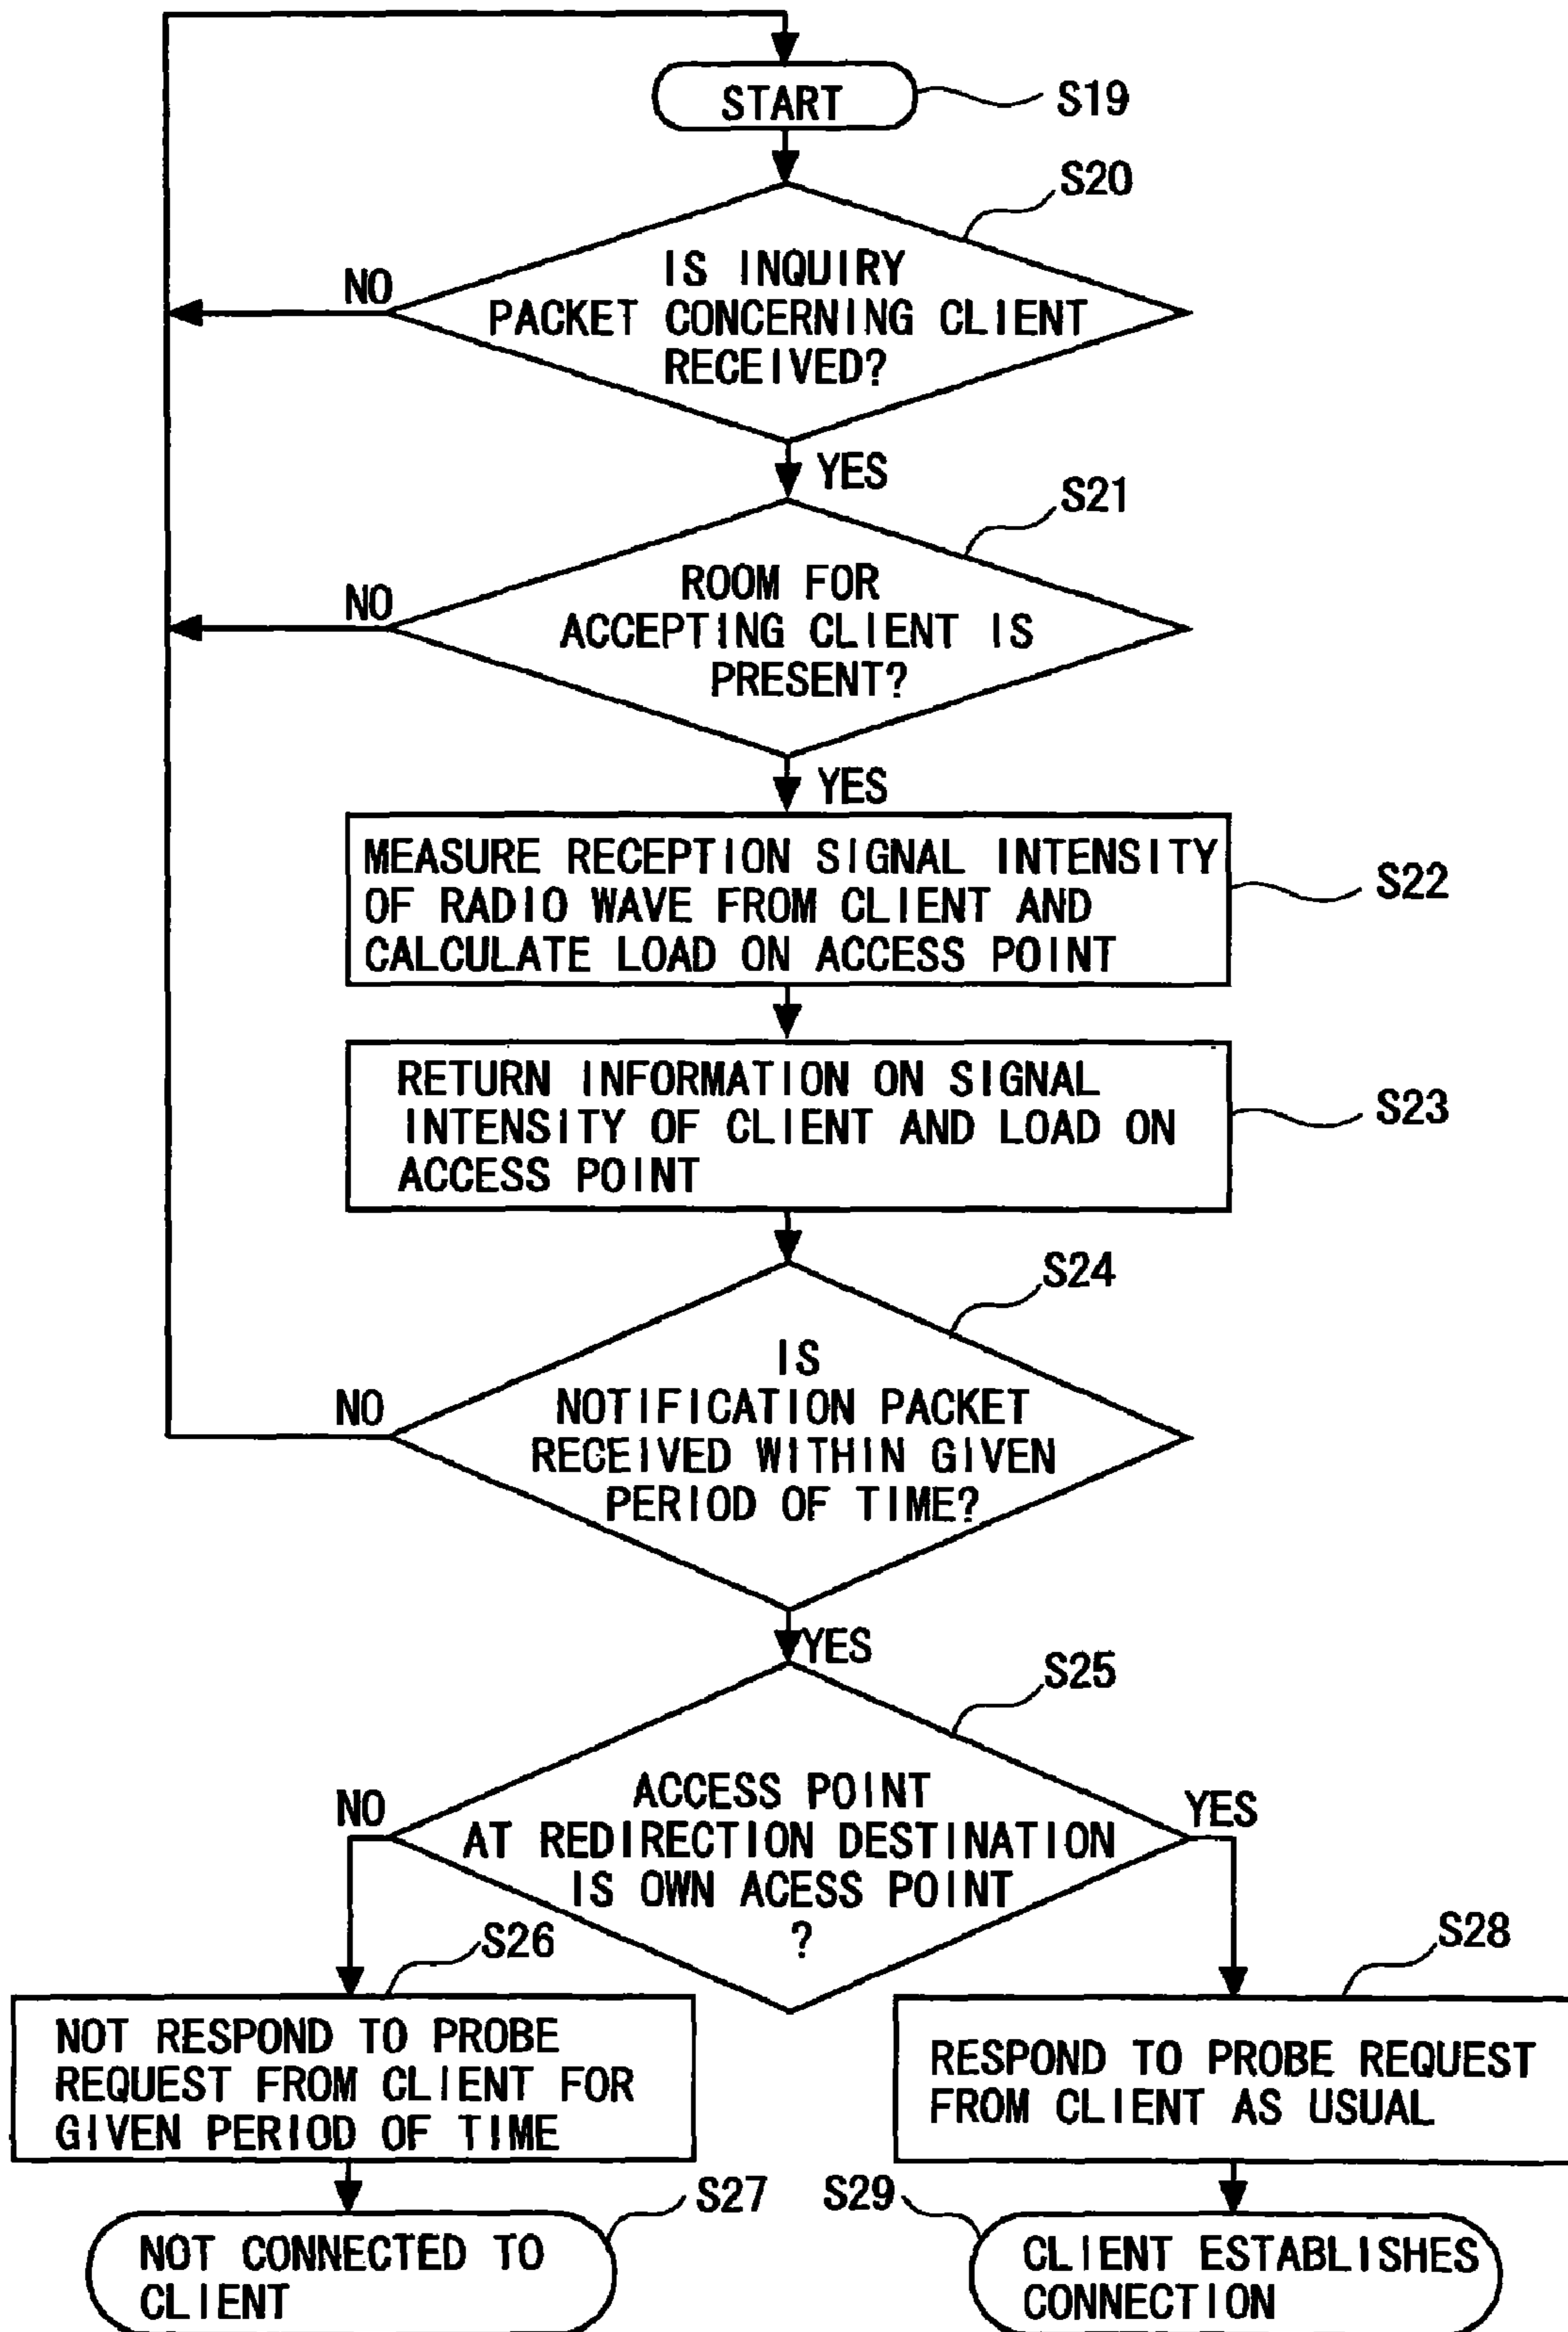 START
S19
S20
IS INQUIRY
PACKET CONCERNING CLIENT
RECEIVED?
NO
YES
S21
ROOM FOR
ACCEPTING CLIENT IS
PRESENT?
NO
YES
MEASURE RECEPTION SIGNAL INTENSITY
OF RADIO WAVE FROM CLIENT AND
CALCULATE LOAD ON ACCESS POINT
S22
RETURN INFORMATION ON SIGNAL
INTENSITY OF CLIENT AND LOAD ON
ACCESS POINT
S23
S24
IS
NOTIFICATION PACKET
RECEIVED WITHIN GIVEN
PERIOD OF TIME?
NO
YES
S25
ACCESS POINT
AT REDIRECTION DESTINATION
IS OWN ACESS POINT
?
NO
YES
S26
NOT RESPOND TO PROBE
REQUEST FROM CLIENT FOR
GIVEN PERIOD OF TIME
S28
RESPOND TO PROBE REQUEST
FROM CLIENT AS USUAL
S27
NOT CONNECTED TO
CLIENT
S29
CLIENT ESTABLISHES
CONNECTION